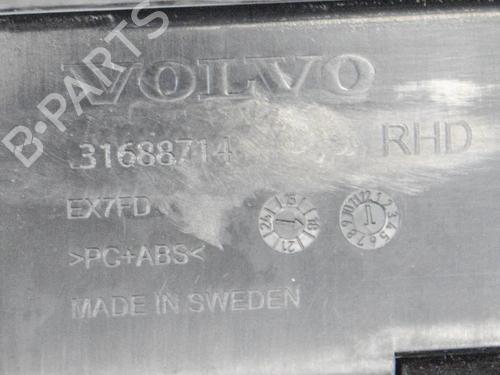 VOLVO
31688714 RHD
EX7FD
>PC+ABS<
MADE IN SWEDEN
B-PARTS